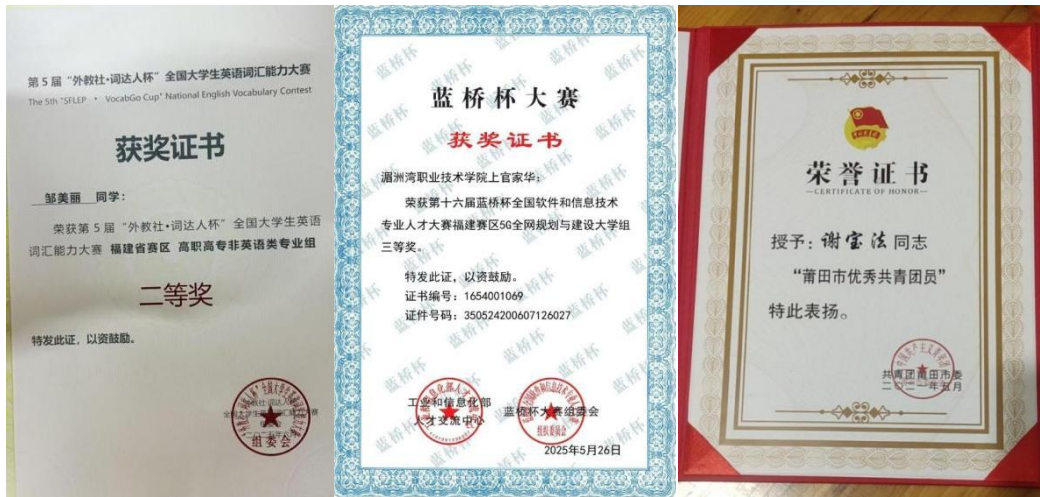 第5届“外教社·词达人杯”全国大学生英语词汇能力大赛
The 5th "SFLEP · VocabGo Cup" National English Vocabulary Contest
获奖证书
邹美丽 同学：
荣获第5届“外教社·词达人杯”全国大学生英语
词汇能力大赛 福建省赛区 高职高专非英语类专业组
二等奖
特发此证，以资鼓励。
组委会
蓝桥杯大赛
获奖证书
湄洲湾职业技术学院上官家华：
荣获第十六届蓝桥杯全国软件和信息技术
专业人才大赛福建赛区5G全网规划与建设大学组
三等奖。
特发此证，以资鼓励。
证书编号：1654001069
证件号码：350524200607126027
工业和信息化部
人才交流中心
蓝桥杯大赛组委会
2025年5月26日
荣誉证书
—CERTIFICATE OF HONOR—
授予：谢宝法同志
“莆田市优秀共青团员”
特此表扬。
共青团莆田市委
二〇二一年五月